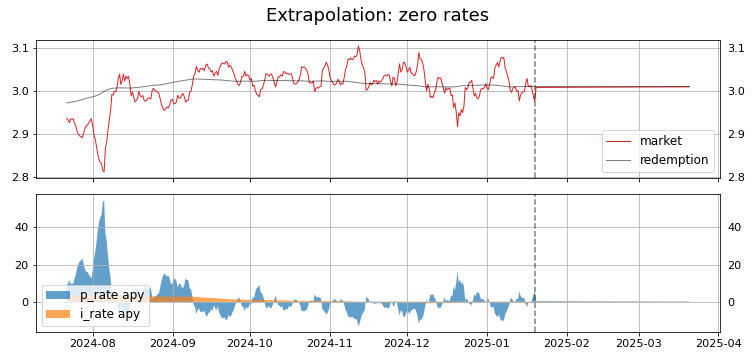 Extrapolation: zero rates
3.1
3.1
3.0
3.0
2.9
2.9
2.8
2.8
market
redemption
40
40
20
20
0
0
p_rate apy
i_rate apy
2024-08 2024-09 2024-10 2024-11 2024-12 2025-01 2025-02 2025-03 2025-04